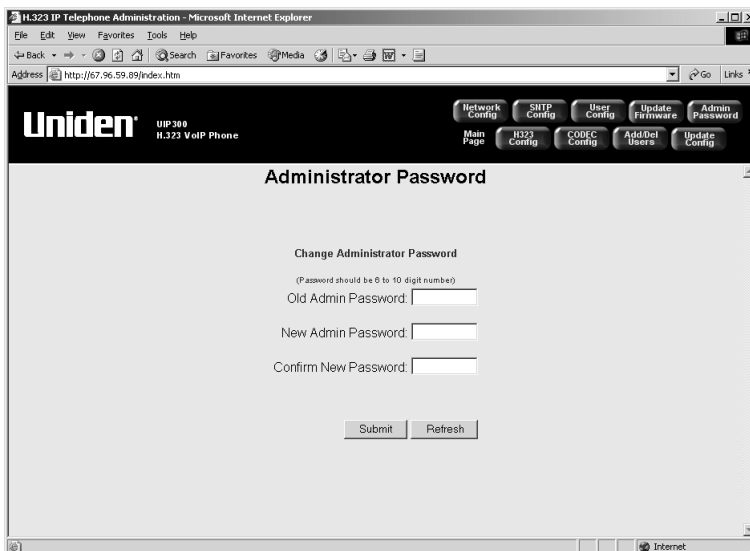 H.323 IP Telephone Administration - Microsoft Internet Explorer
File Edit View Favorites Tools Help
Back Search Favorites Media
Address http://67.96.59.89/index.htm Go Links
Uniden
UIP300
H.323 VoIP Phone
Network Config
SNTP Config
User Config
Update Firmware
Admin Password
Main Page
H323 Config
CODEC Config
Add/Del Users
Update Config
Administrator Password
Change Administrator Password
(Password should be 6 to 10 digit number)
Old Admin Password:
New Admin Password:
Confirm New Password:
Submit Refresh
Internet